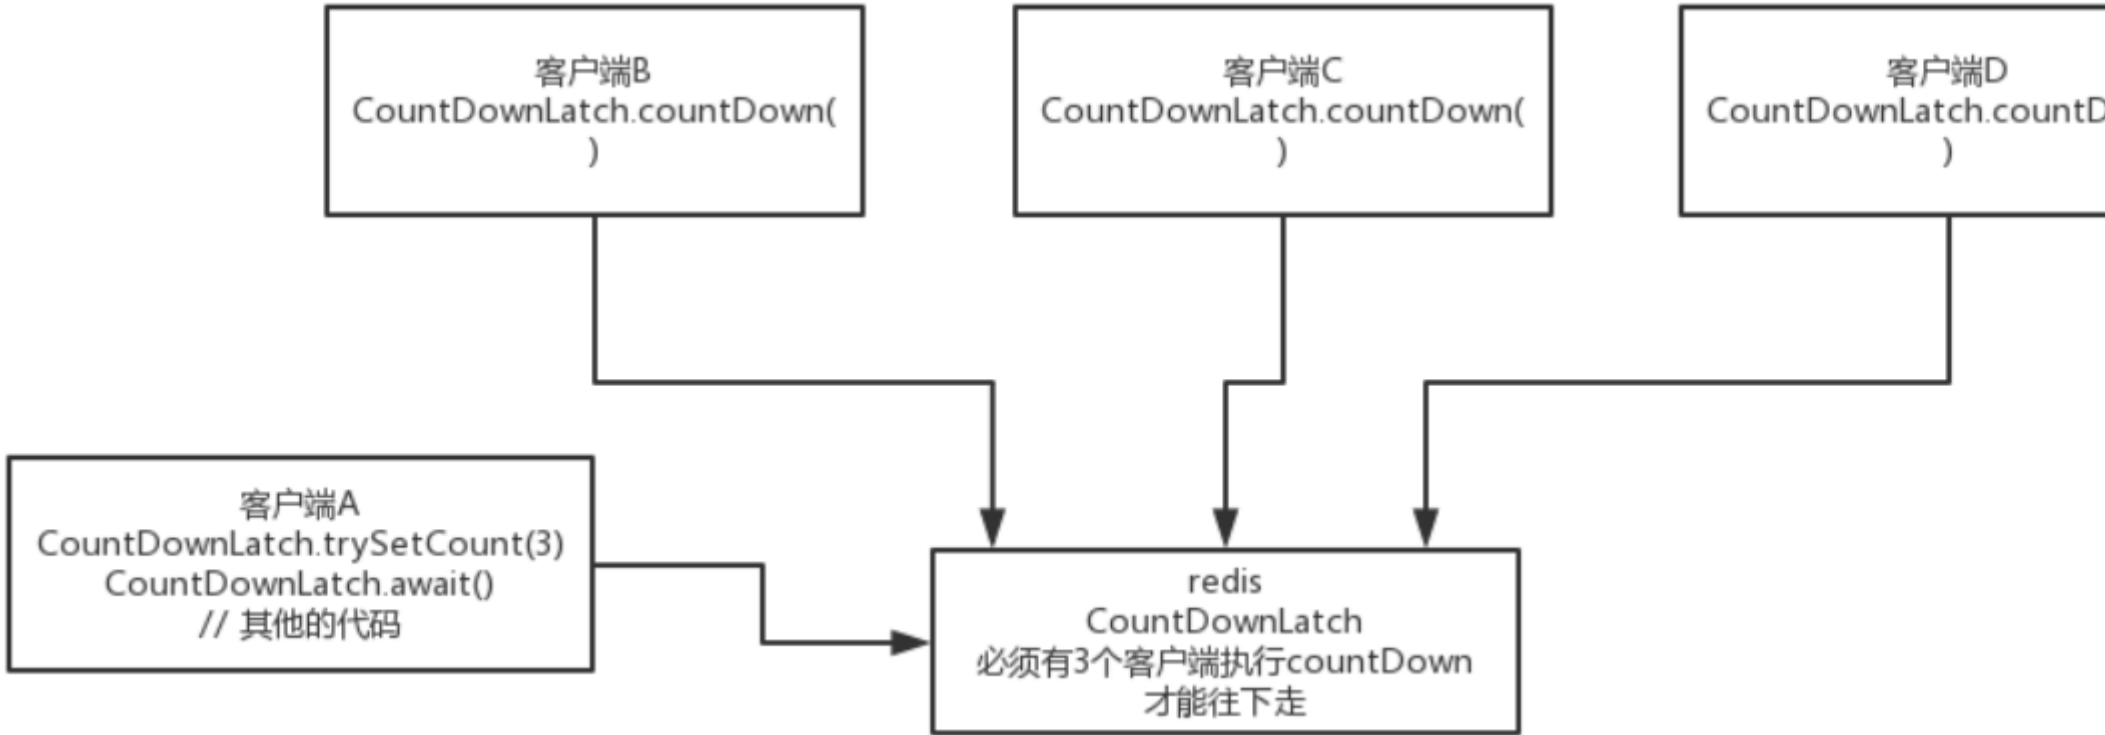 客户端B
CountDownLatch.countDown(
)
客户端C
CountDownLatch.countDown(
)
客户端D
CountDownLatch.countD
)
客户端A
CountDownLatch.trySetCount(3)
CountDownLatch.await()
// 其他的代码
redis
CountDownLatch
必须有3个客户端执行countDown
才能往下走